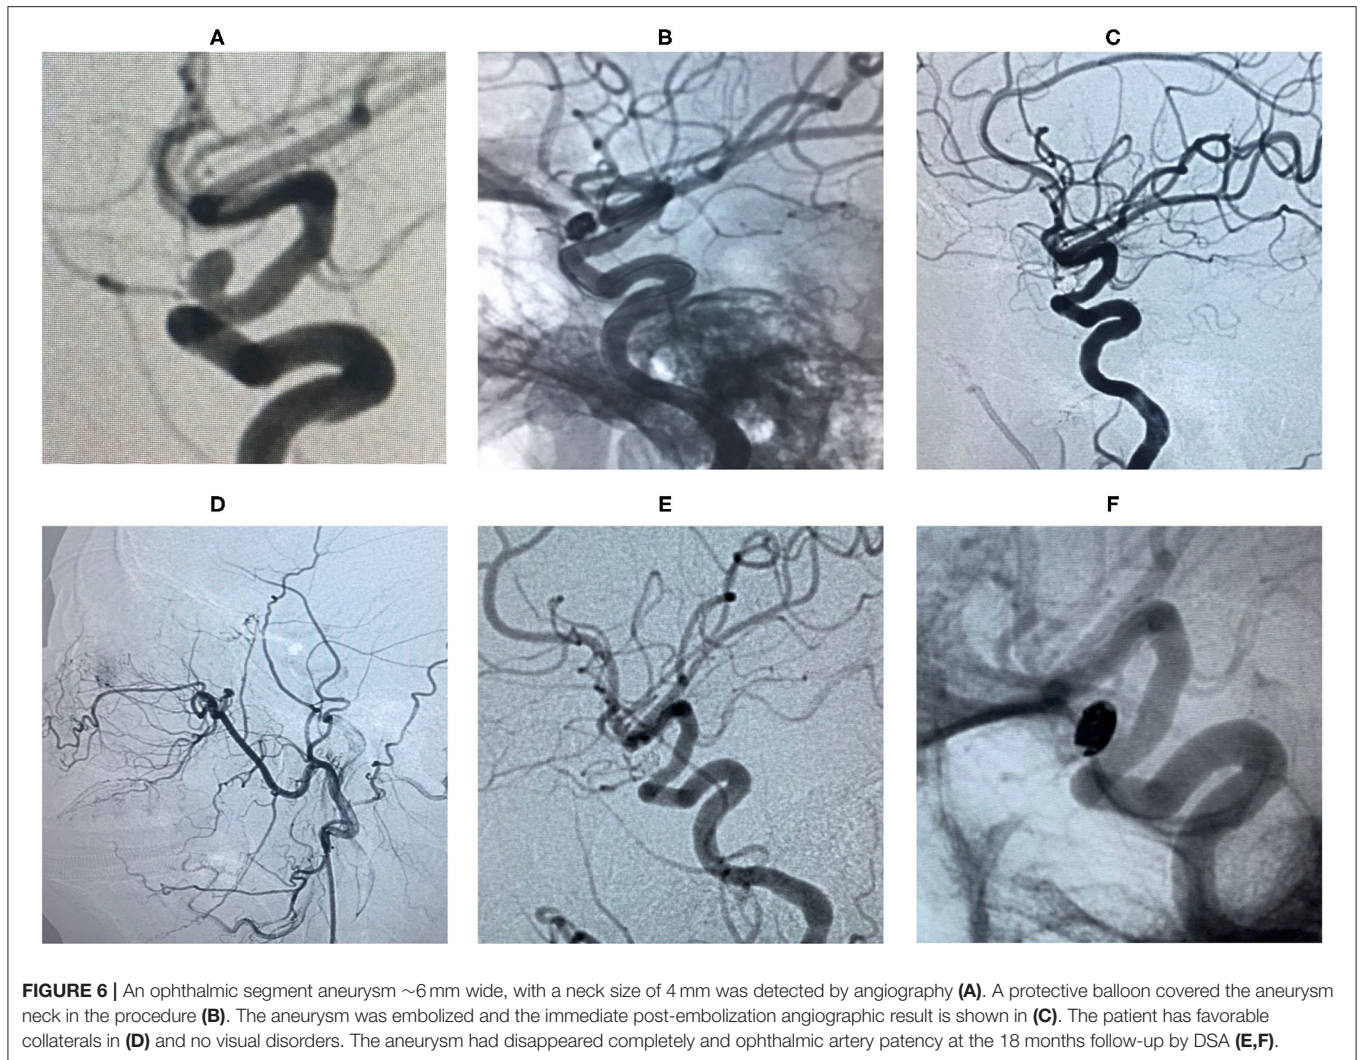 A
B
C
D
E
F
FIGURE 6 | An ophthalmic segment aneurysm ~6 mm wide, with a neck size of 4 mm was detected by angiography (A). A protective balloon covered the aneurysm
neck in the procedure (B). The aneurysm was embolized and the immediate post-embolization angiographic result is shown in (C). The patient has favorable
collaterals in (D) and no visual disorders. The aneurysm had disappeared completely and ophthalmic artery patency at the 18 months follow-up by DSA (E,F).